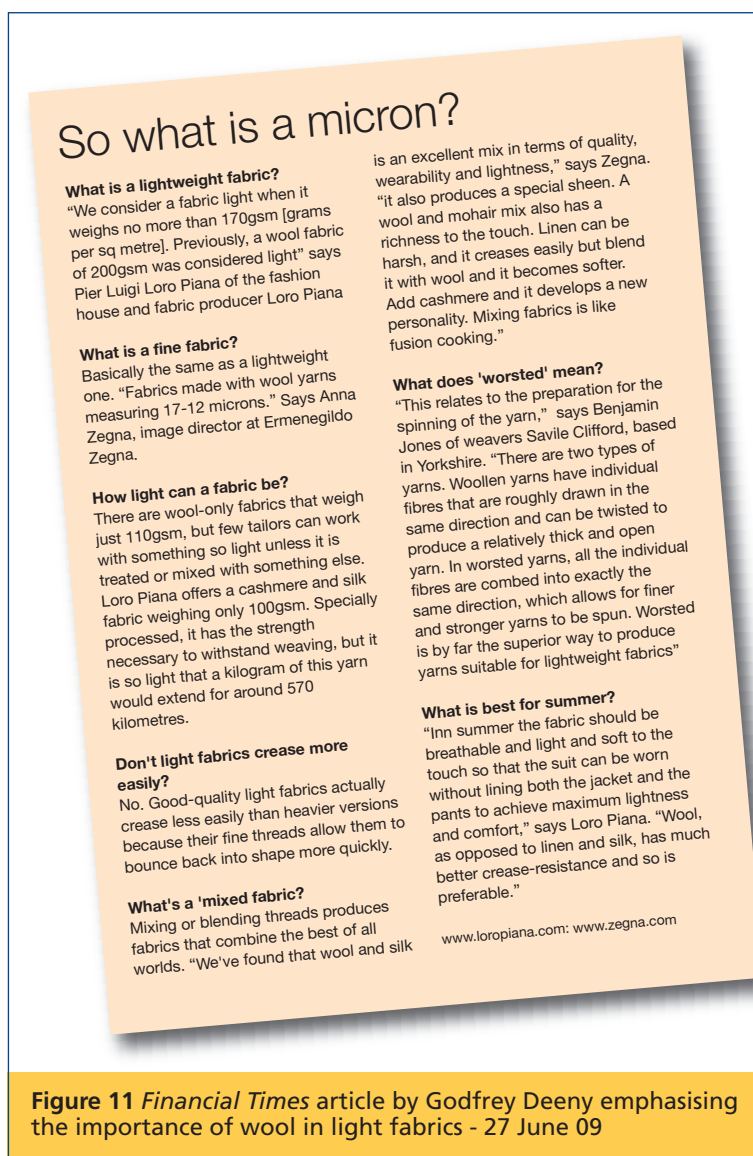 So what is a micron?
What is a lightweight fabric?
“We consider a fabric light when it
weighs no more than 170gsm [grams
per sq metre]. Previously, a wool fabric
of 200gsm was considered light” says
Pier Luigi Loro Piana of the fashion
house and fabric producer Loro Piana
What is a fine fabric?
Basically the same as a lightweight
one. “Fabrics made with wool yarns
measuring 17-12 microns.” Says Anna
Zegna, image director at Ermenegildo
Zegna.
How light can a fabric be?
There are wool-only fabrics that weigh
just 110gsm, but few tailors can work
with something so light unless it is
treated or mixed with something else.
Loro Piana offers a cashmere and silk
fabric weighing only 100gsm. Specially
processed, it has the strength
necessary to withstand weaving, but it
is so light that a kilogram of this yarn
would extend for around 570
kilometres.
Don't light fabrics crease more
easily?
No. Good-quality light fabrics actually
crease less easily than heavier versions
because their fine threads allow them to
bounce back into shape more quickly.
What's a 'mixed fabric?
Mixing or blending threads produces
fabrics that combine the best of all
worlds. “We've found that wool and silk
is an excellent mix in terms of quality,
wearability and lightness,” says Zegna.
“it also produces a special sheen. A
wool and mohair mix also has a
richness to the touch. Linen can be
harsh, and it creases easily but blend
it with wool and it becomes softer.
Add cashmere and it develops a new
personality. Mixing fabrics is like
fusion cooking.”
What does 'worsted' mean?
“This relates to the preparation for the
spinning of the yarn,” says Benjamin
Jones of weavers Savile Clifford, based
in Yorkshire. “There are two types of
yarns. Woollen yarns have individual
fibres that are roughly drawn in the
same direction and can be twisted to
produce a relatively thick and open
yarn. In worsted yarns, all the individual
fibres are combed into exactly the
same direction, which allows for finer
and stronger yarns to be spun. Worsted
is by far the superior way to produce
yarns suitable for lightweight fabrics”
What is best for summer?
“Inn summer the fabric should be
breathable and light and soft to the
touch so that the suit can be worn
without lining both the jacket and the
pants to achieve maximum lightness
and comfort,” says Loro Piana. “Wool,
as opposed to linen and silk, has much
better crease-resistance and so is
preferable.”
www.loropiana.com: www.zegna.com
Figure 11 Financial Times article by Godfrey Deeny emphasising
the importance of wool in light fabrics - 27 June 09